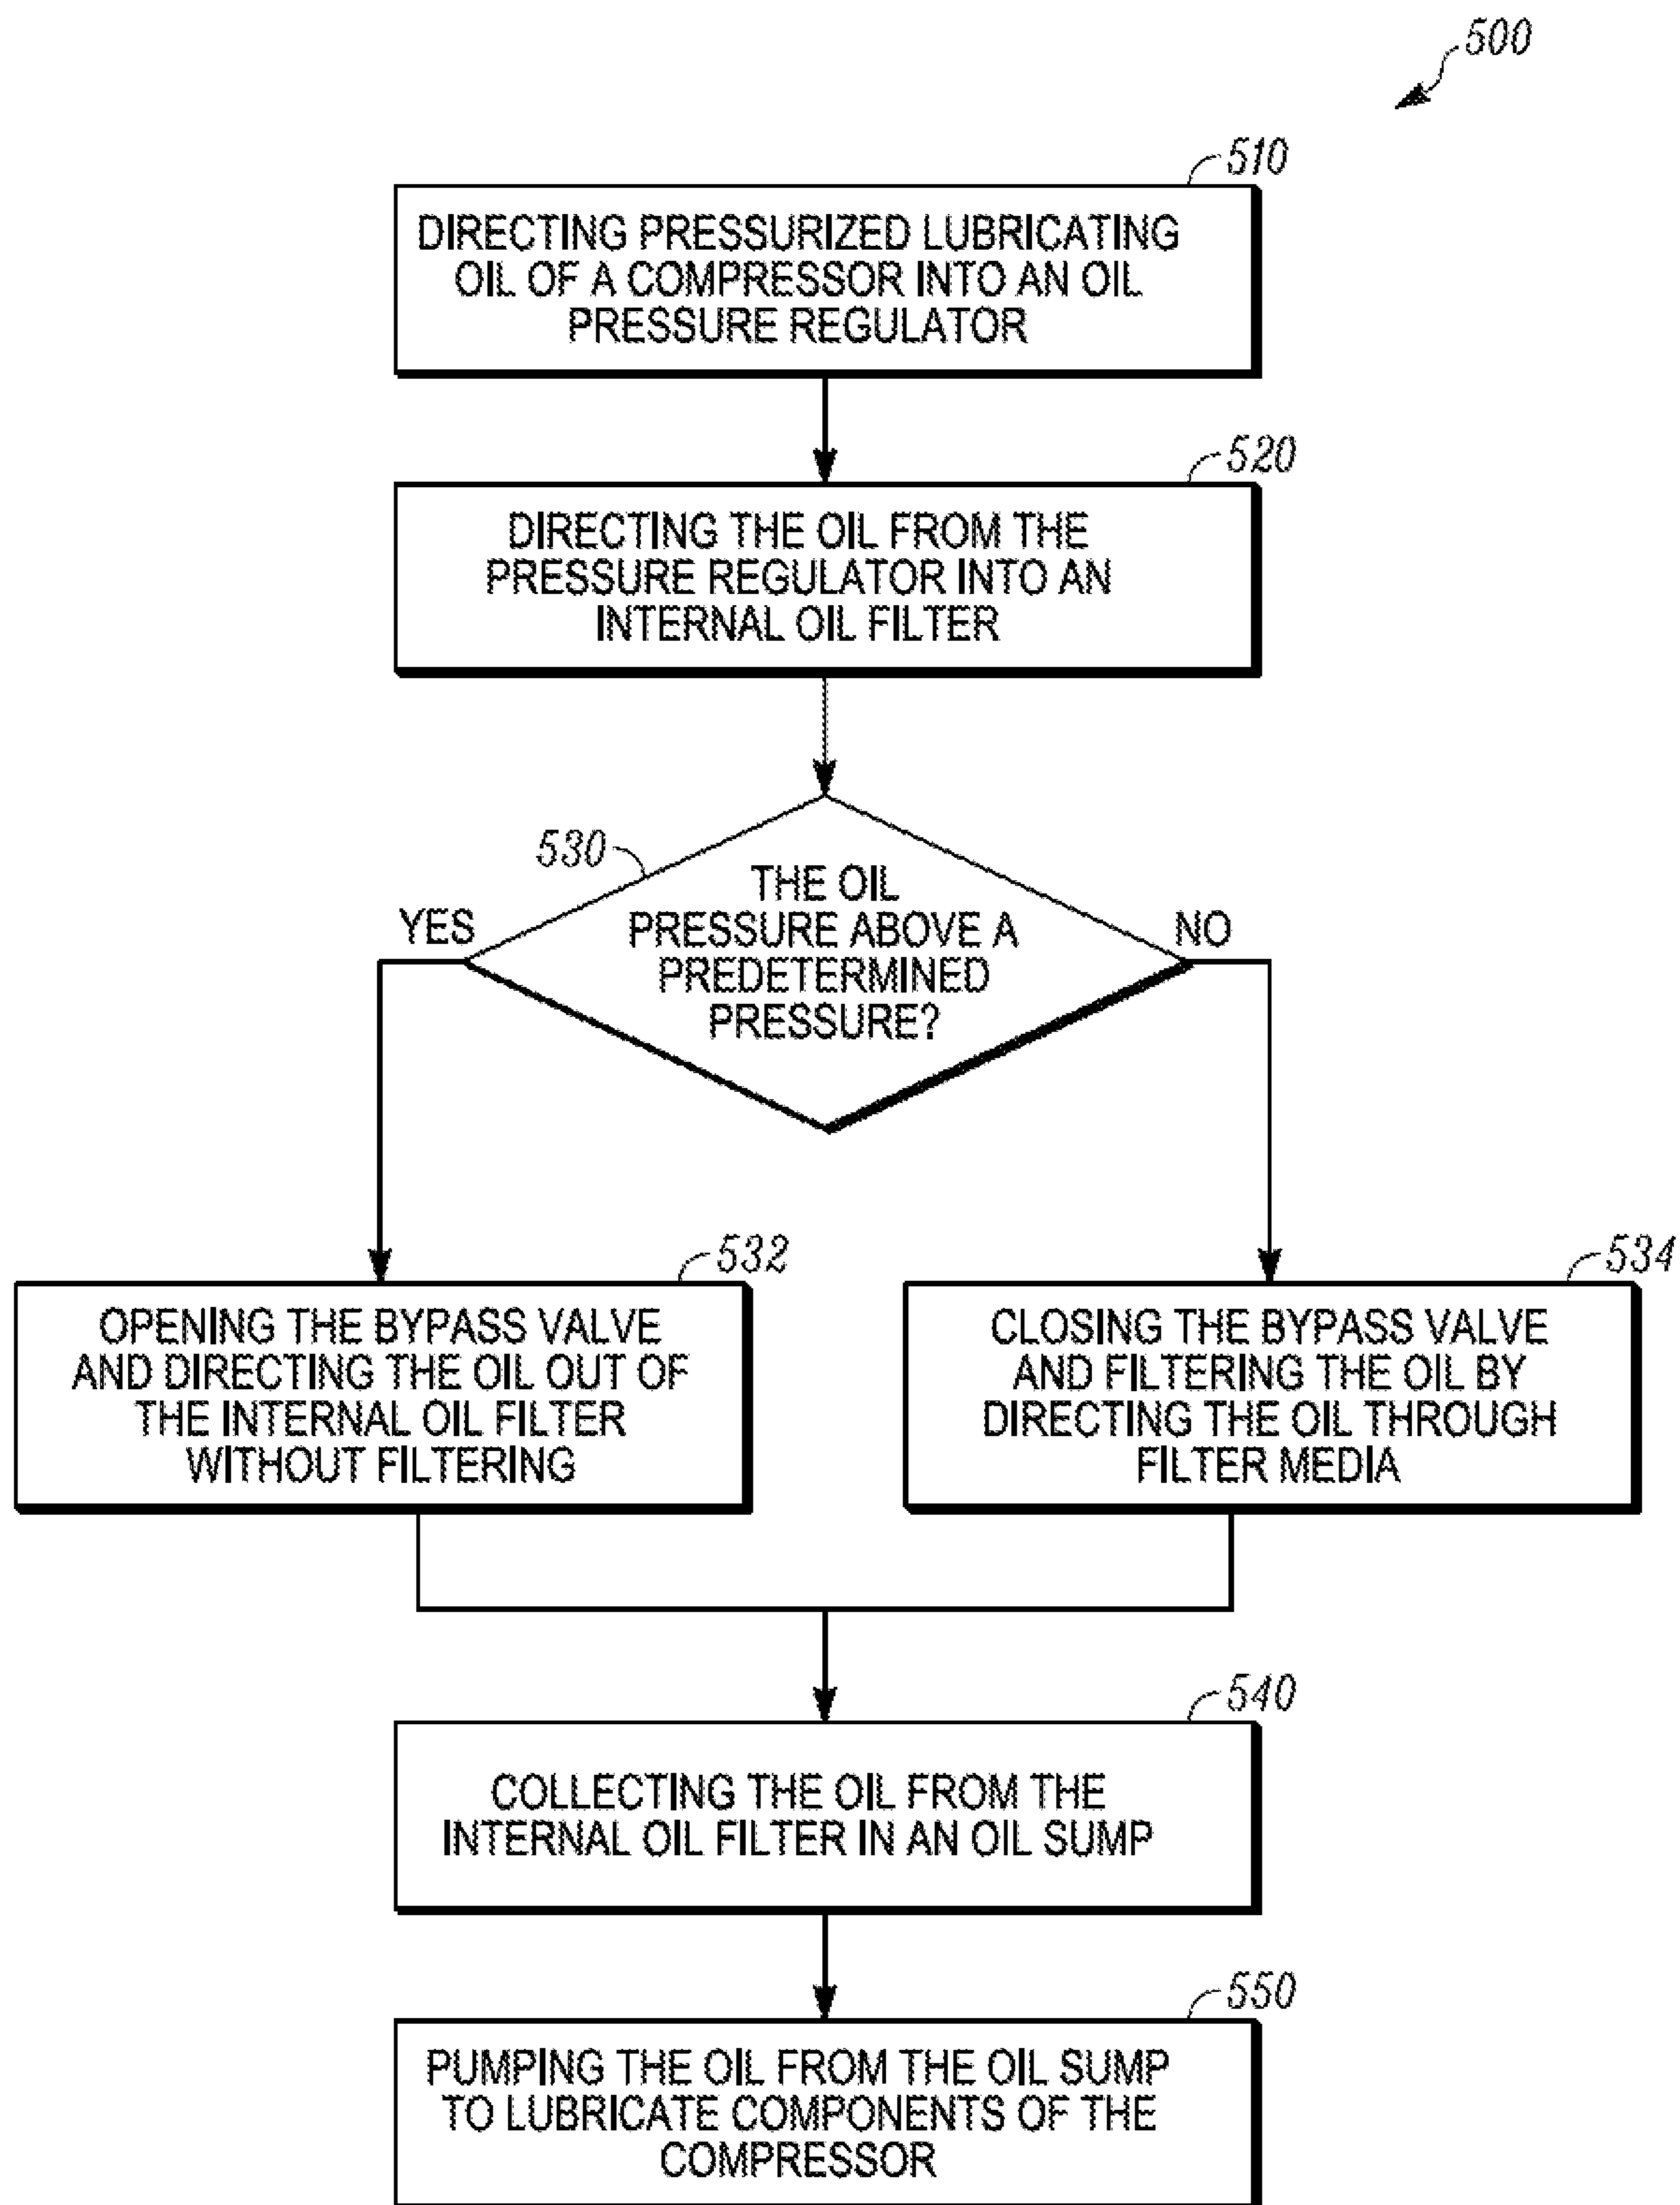 500
510
DIRECTING PRESSURIZED LUBRICATING
OIL OF A COMPRESSOR INTO AN OIL
PRESSURE REGULATOR
520
DIRECTING THE OIL FROM THE
PRESSURE REGULATOR INTO AN
INTERNAL OIL FILTER
530
THE OIL
PRESSURE ABOVE A
PREDETERMINED
PRESSURE?
YES
NO
532
OPENING THE BYPASS VALVE
AND DIRECTING THE OIL OUT OF
THE INTERNAL OIL FILTER
WITHOUT FILTERING
534
CLOSING THE BYPASS VALVE
AND FILTERING THE OIL BY
DIRECTING THE OIL THROUGH
FILTER MEDIA
540
COLLECTING THE OIL FROM THE
INTERNAL OIL FILTER IN AN OIL SUMP
550
PUMPING THE OIL FROM THE OIL SUMP
TO LUBRICATE COMPONENTS OF THE
COMPRESSOR